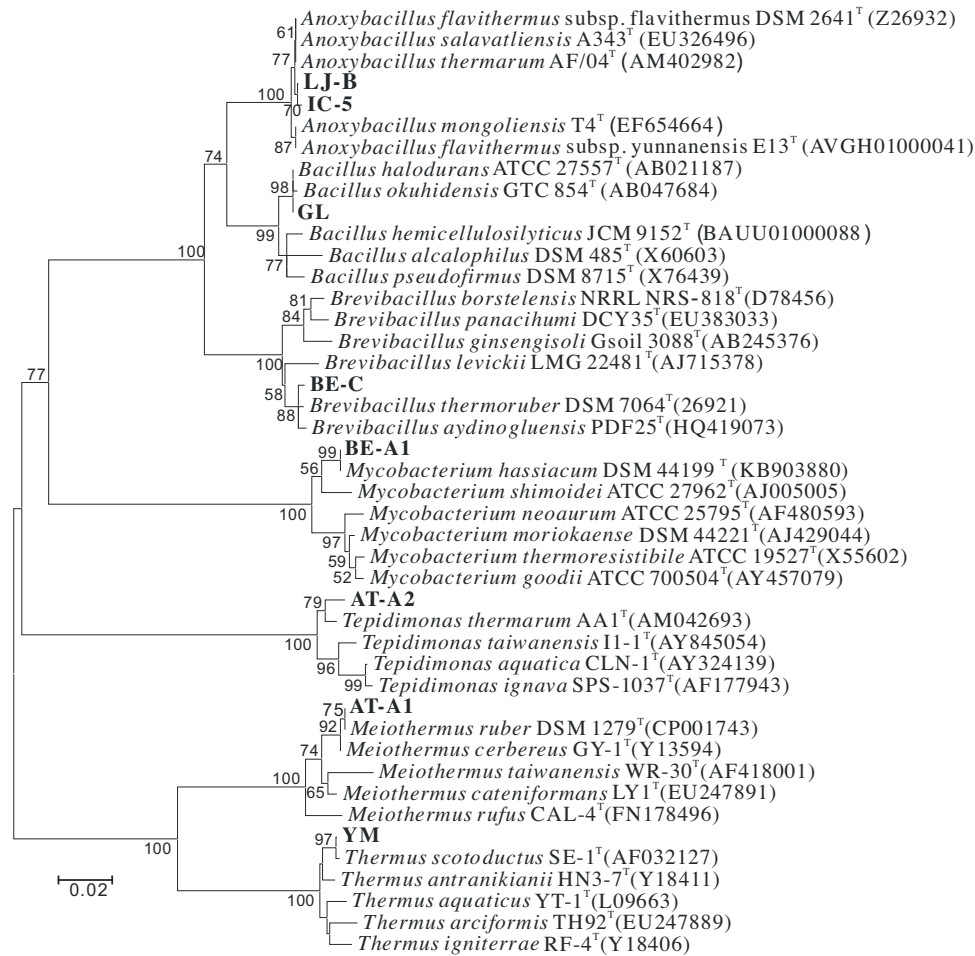 Anoxybacillus flavithermus subsp. flavithermus DSM 2641T (Z26932)
61
Anoxybacillus salavatliensis A343T (EU326496)
77
Anoxybacillus thermarum AF/04T (AM402982)
LJ-B
100
70
IC-5
Anoxybacillus mongoliensis T4T (EF654664)
87
Anoxybacillus flavithermus subsp. yunnanensis E13T (AVGH01000041)
74
Bacillus halodurans ATCC 27557T (AB021187)
98
Bacillus okuhidensis GTC 854T (AB047684)
GL
99
Bacillus hemicellulosilyticus JCM 9152T (BAUU01000088 )
100
Bacillus alcalophilus DSM 485T (X60603)
77
Bacillus pseudofirmus DSM 8715T (X76439)
81
Brevibacillus borstelensis NRRL NRS-818T(D78456)
84
Brevibacillus panacihumi DCY35T(EU383033)
Brevibacillus ginsengisoli Gsoil 3088T(AB245376)
100
Brevibacillus levickii LMG 22481T(AJ715378)
77
BE-C
58
88
Brevibacillus thermoruber DSM 7064T(26921)
Brevibacillus aydinogluensis PDF25T(HQ419073)
99
BE-A1
56
Mycobacterium hassiacum DSM 44199 T (KB903880)
Mycobacterium shimoidei ATCC 27962T(AJ005005)
100
Mycobacterium neoaurum ATCC 25795T(AF480593)
97
Mycobacterium moriokaense DSM 44221T(AJ429044)
59
Mycobacterium thermoresistibile ATCC 19527T(X55602)
52
Mycobacterium goodii ATCC 700504T(AY457079)
79
AT-A2
Tepidimonas thermarum AA1T(AM042693)
100
Tepidimonas taiwanensis I1-1T(AY845054)
96
Tepidimonas aquatica CLN-1T(AY324139)
99
Tepidimonas ignava SPS-1037T(AF177943)
75
AT-A1
92
Meiothermus ruber DSM 1279T(CP001743)
74
Meiothermus cerbereus GY-1T(Y13594)
100
Meiothermus taiwanensis WR-30T(AF418001)
65
Meiothermus cateniformans LY1T(EU247891)
Meiothermus rufus CAL-4T(FN178496)
100
97
YM
Thermus scotoductus SE-1T(AF032127)
0.02
Thermus antranikianii HN3-7T(Y18411)
100
Thermus aquaticus YT-1T(L09663)
Thermus arciformis TH92T(EU247889)
Thermus igniterrae RF-4T(Y18406)